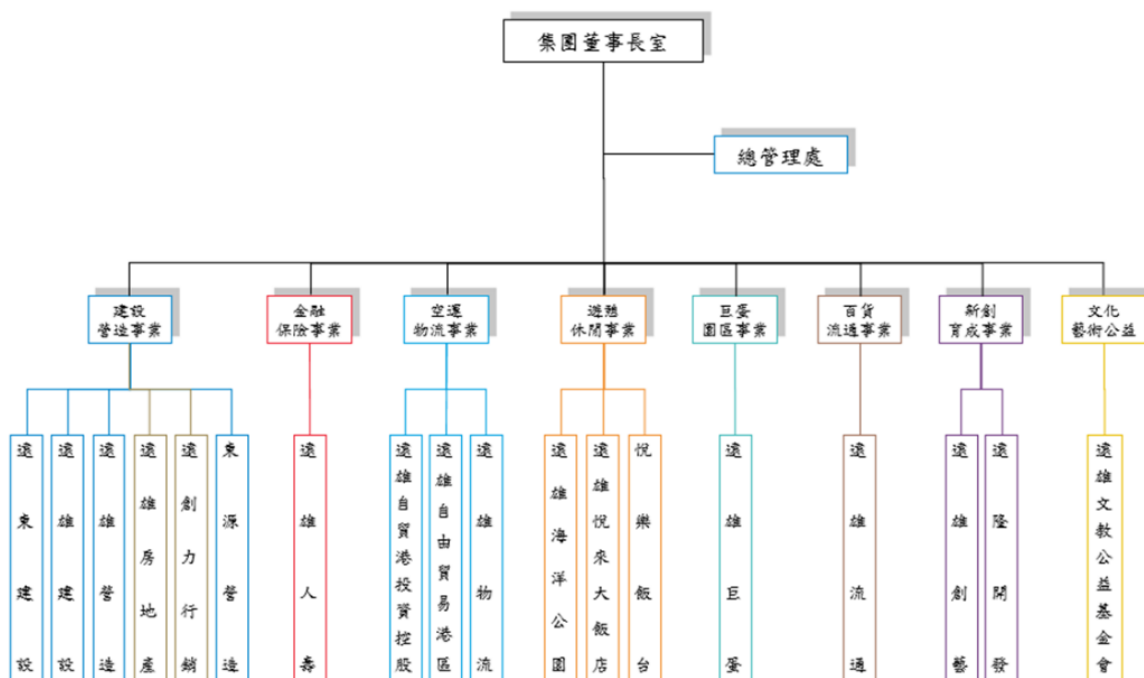 集團董事長室
總管理處
建設
營造事業
金融
保險事業
空運
物流事業
遊憩
休閒事業
巨蛋
園區事業
百貨
流通事業
新創
育成事業
文化
藝術公益
遠東建設
遠雄建設
遠雄營造
遠雄房地產
遠創力行銷
東源營造
遠雄人壽
遠雄自貿港投資控股
遠雄自由貿易港區
遠雄物流
遠雄海洋公園
遠雄悅來大飯店
悅樂飯台
遠雄巨蛋
遠雄流通
遠雄創藝
遠隆開發
遠雄文教公益基金會